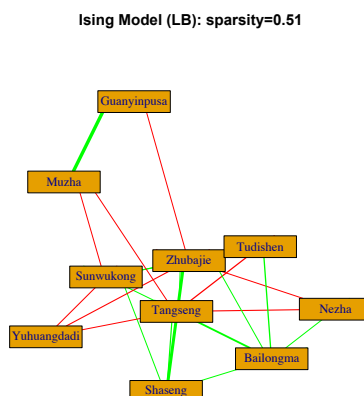 Ising Model (LB): sparsity=0.51
Guanyinpusa
Muzha
Tudishen
Zhubajie
Sunwukong
Tangseng
Nezha
Yuhuangdadi
Bailongma
Shaseng